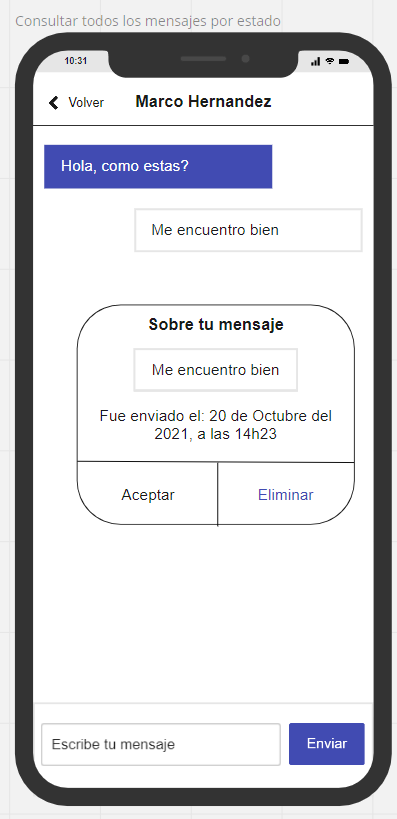 Consultar todos los mensajes por estado
10:31
Volver
Marco Hernandez
Hola, como estas?
Me encuentro bien
Sobre tu mensaje
Me encuentro bien
Fue enviado el: 20 de Octubre del
2021, a las 14h23
Aceptar
Eliminar
Escribe tu mensaje
Enviar